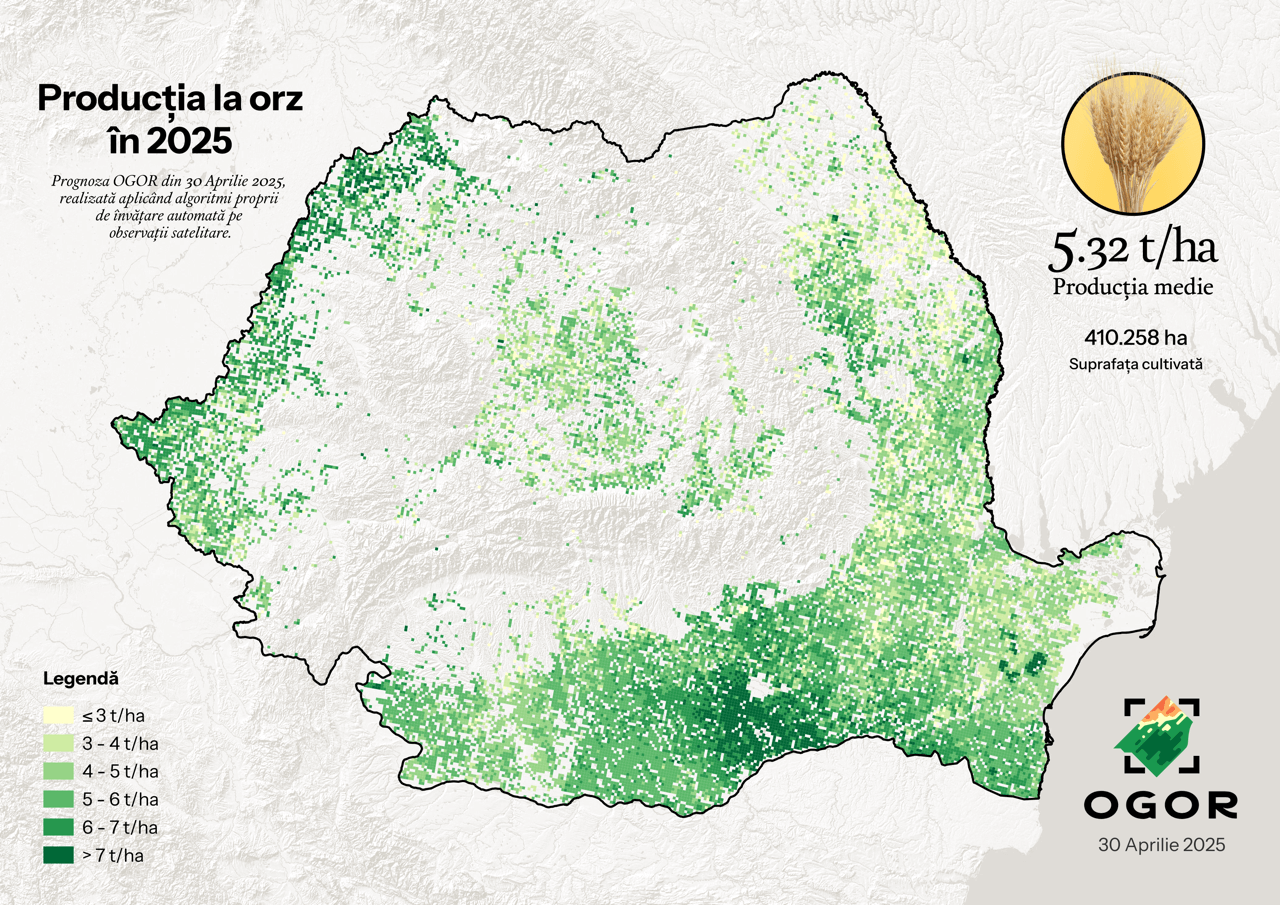 Producția la orz
în 2025
Prognoza OGOR din 30 Aprilie 2025,
realizată aplicând algoritmi proprii
de învățare automată pe
observații satelitare.
5.32 t/ha
Producția medie
410.258 ha
Suprafața cultivată
Legendă
≤ 3 t/ha
3 - 4 t/ha
4 - 5 t/ha
5 - 6 t/ha
6 - 7 t/ha
> 7 t/ha
OGOR
30 Aprilie 2025